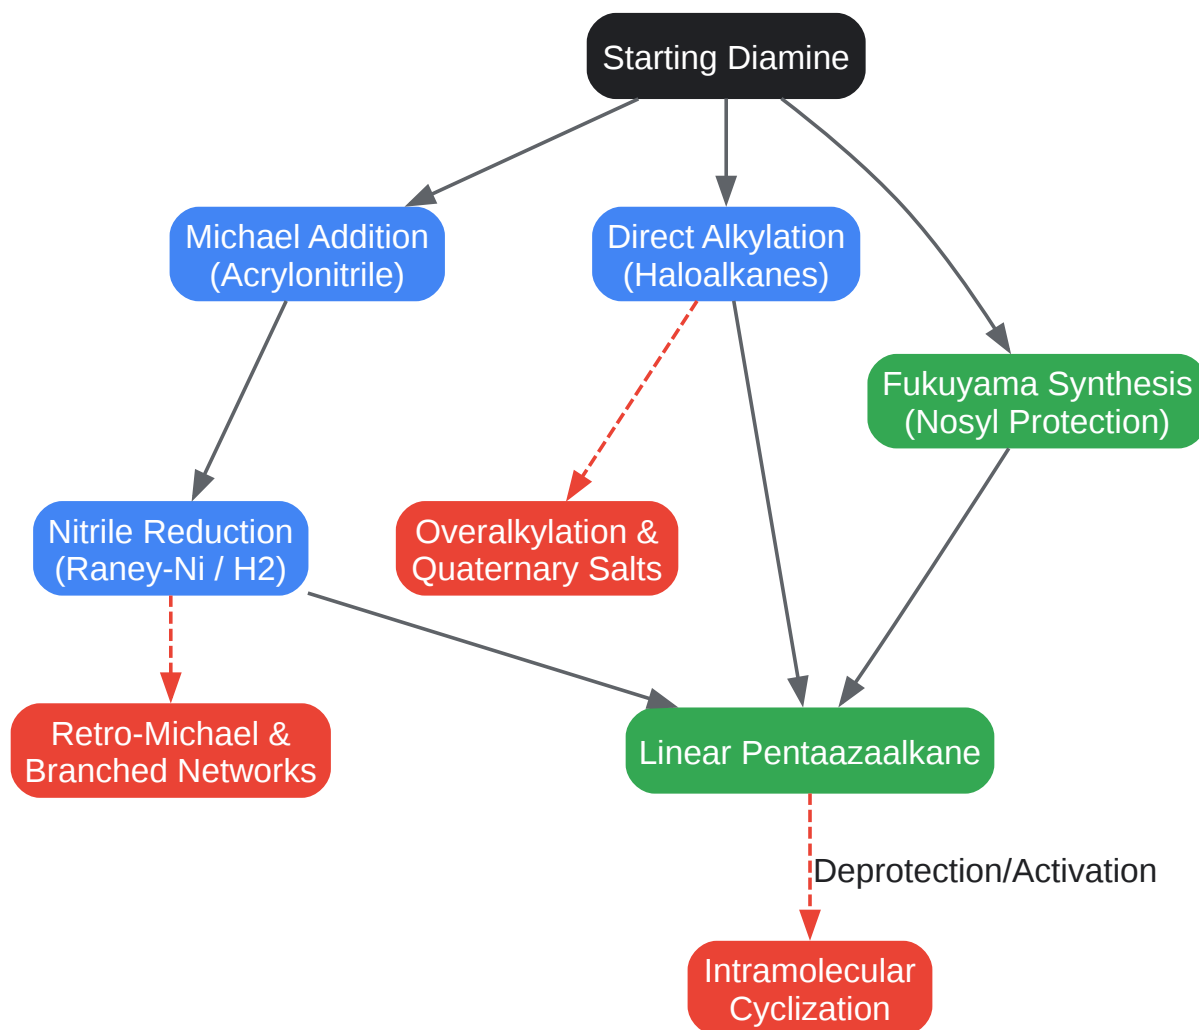 Starting Diamine
Michael Addition
(Acrylonitrile)
Direct Alkylation
(Haloalkanes)
Fukuyama Synthesis
(Nosyl Protection)
Nitrile Reduction
(Raney-Ni / H2)
Overalkylation &
Quaternary Salts
Retro-Michael &
Branched Networks
Linear Pentaazaalkane
Deprotection/Activation
Intramolecular
Cyclization